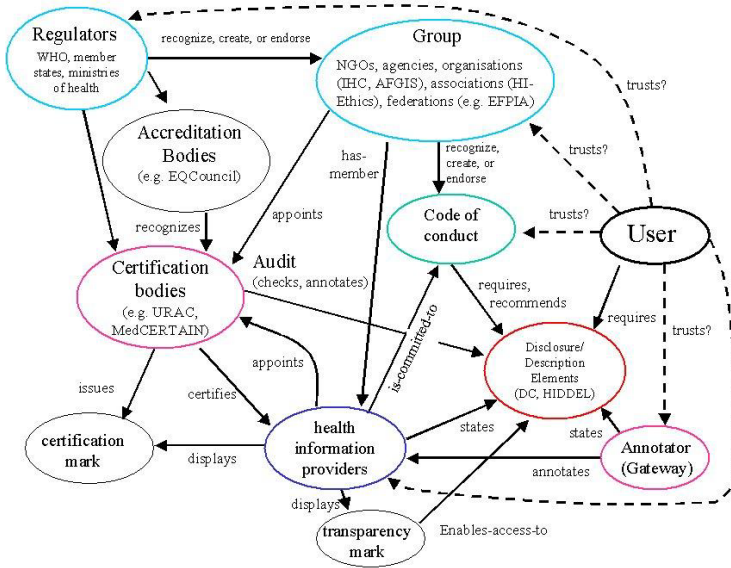 Regulators
WHO, member
states, ministries
of health
recognize, create, or endorse
Group
NGOs, agencies, organisations
(IHC, AFGIS), associations (HI-
Ethics), federations (e.g. EFPIA)
trusts?
Accreditation
Bodies
(e.g. EQCouncil)
has-
member
recognize,
create, or
endorse
trusts?
appoints
recognizes
Code of
conduct
trusts?
User
Certification
bodies
(e.g. URAC,
MedCERTAIN)
Audit
(checks, annotates)
requires,
recommends
requires
trusts?
is-committed-to
Disclosure/
Description
Elements
(DC, HIDDEL)
appoints
issues
certifies
certification
mark
displays
health
information
providers
states
states
Annotator
(Gateway)
annotates
displays
transparency
mark
Enables-access-to